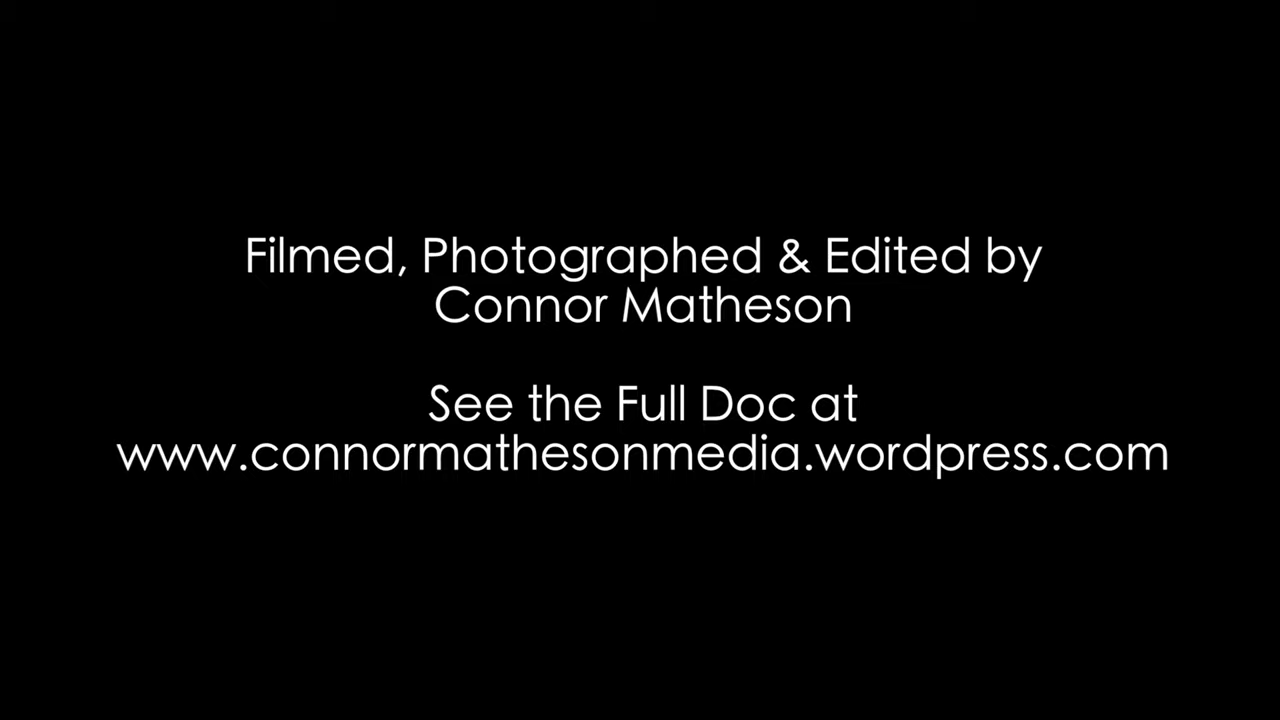 Filmed, Photographed & Edited by
Connor Matheson
See the Full Doc at
www.connormathesonmedia.wordpress.com